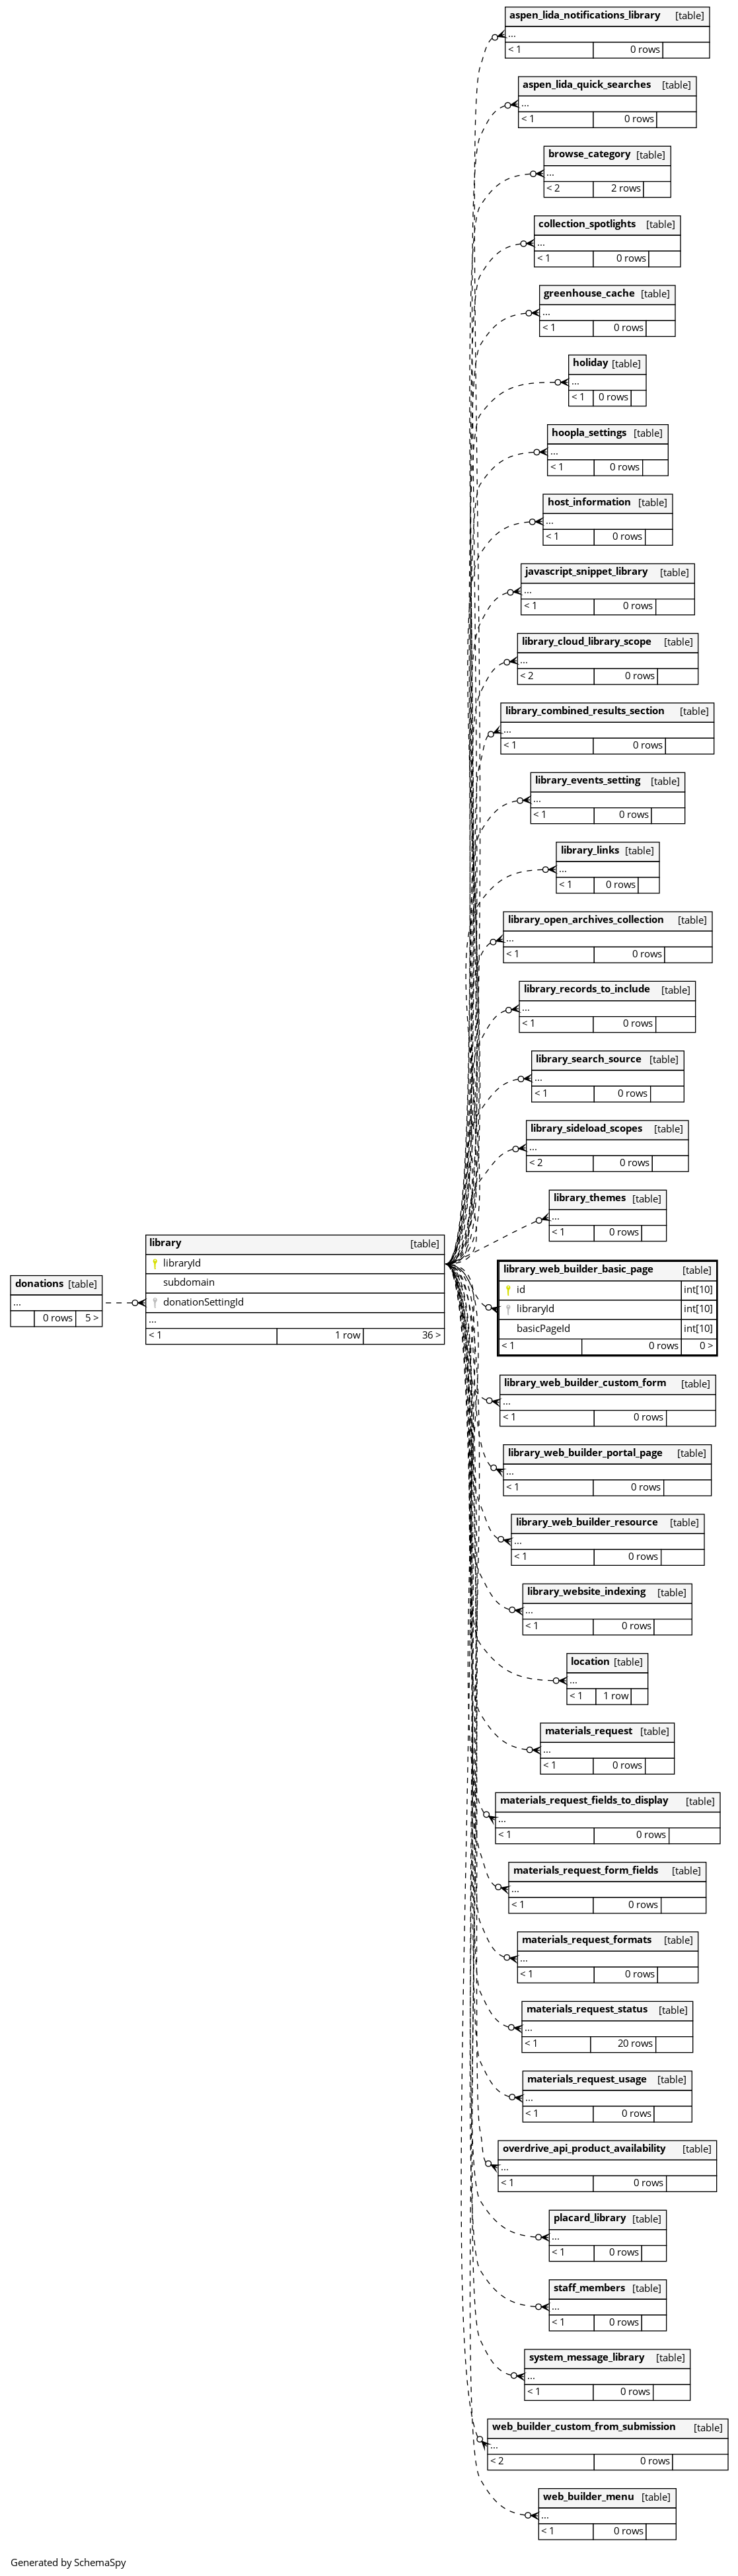 aspen_lida_notifications_library [table]
...
< 1 0 rows
aspen_lida_quick_searches [table]
...
< 1 0 rows
browse_category [table]
...
< 2 2 rows
collection_spotlights [table]
...
< 1 0 rows
greenhouse_cache [table]
...
< 1 0 rows
holiday [table]
...
< 1 0 rows
hoopla_settings [table]
...
< 1 0 rows
host_information [table]
...
< 1 0 rows
javascript_snippet_library [table]
...
< 1 0 rows
library_cloud_library_scope [table]
...
< 2 0 rows
library_combined_results_section [table]
...
< 1 0 rows
library_events_setting [table]
...
< 1 0 rows
library_links [table]
...
< 1 0 rows
library_open_archives_collection [table]
...
< 1 0 rows
library_records_to_include [table]
...
< 1 0 rows
library_search_source [table]
...
< 1 0 rows
library_sideload_scopes [table]
...
< 2 0 rows
library_themes [table]
...
< 1 0 rows
donations [table]
...
0 rows 5 >
library [table]
libraryId
subdomain
donationSettingId
...
< 1 1 row 36 >
library_web_builder_basic_page [table]
id int[10]
libraryId int[10]
basicPageId int[10]
< 1 0 rows 0 >
library_web_builder_custom_form [table]
...
< 1 0 rows
library_web_builder_portal_page [table]
...
< 1 0 rows
library_web_builder_resource [table]
...
< 1 0 rows
library_website_indexing [table]
...
< 1 0 rows
location [table]
...
< 1 1 row
materials_request [table]
...
< 1 0 rows
materials_request_fields_to_display [table]
...
< 1 0 rows
materials_request_form_fields [table]
...
< 1 0 rows
materials_request_formats [table]
...
< 1 0 rows
materials_request_status [table]
...
< 1 20 rows
materials_request_usage [table]
...
< 1 0 rows
overdrive_api_product_availability [table]
...
< 1 0 rows
placard_library [table]
...
< 1 0 rows
staff_members [table]
...
< 1 0 rows
system_message_library [table]
...
< 1 0 rows
web_builder_custom_from_submission [table]
...
< 2 0 rows
web_builder_menu [table]
...
< 1 0 rows
Generated by SchemaSpy